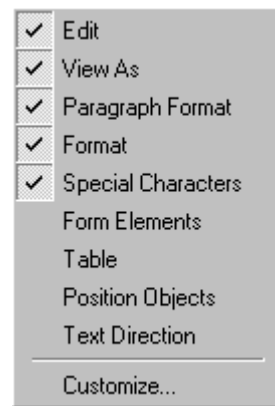 Edit
View As
Paragraph Format
Format
Special Characters
Form Elements
Table
Position Objects
Text Direction
Customize...